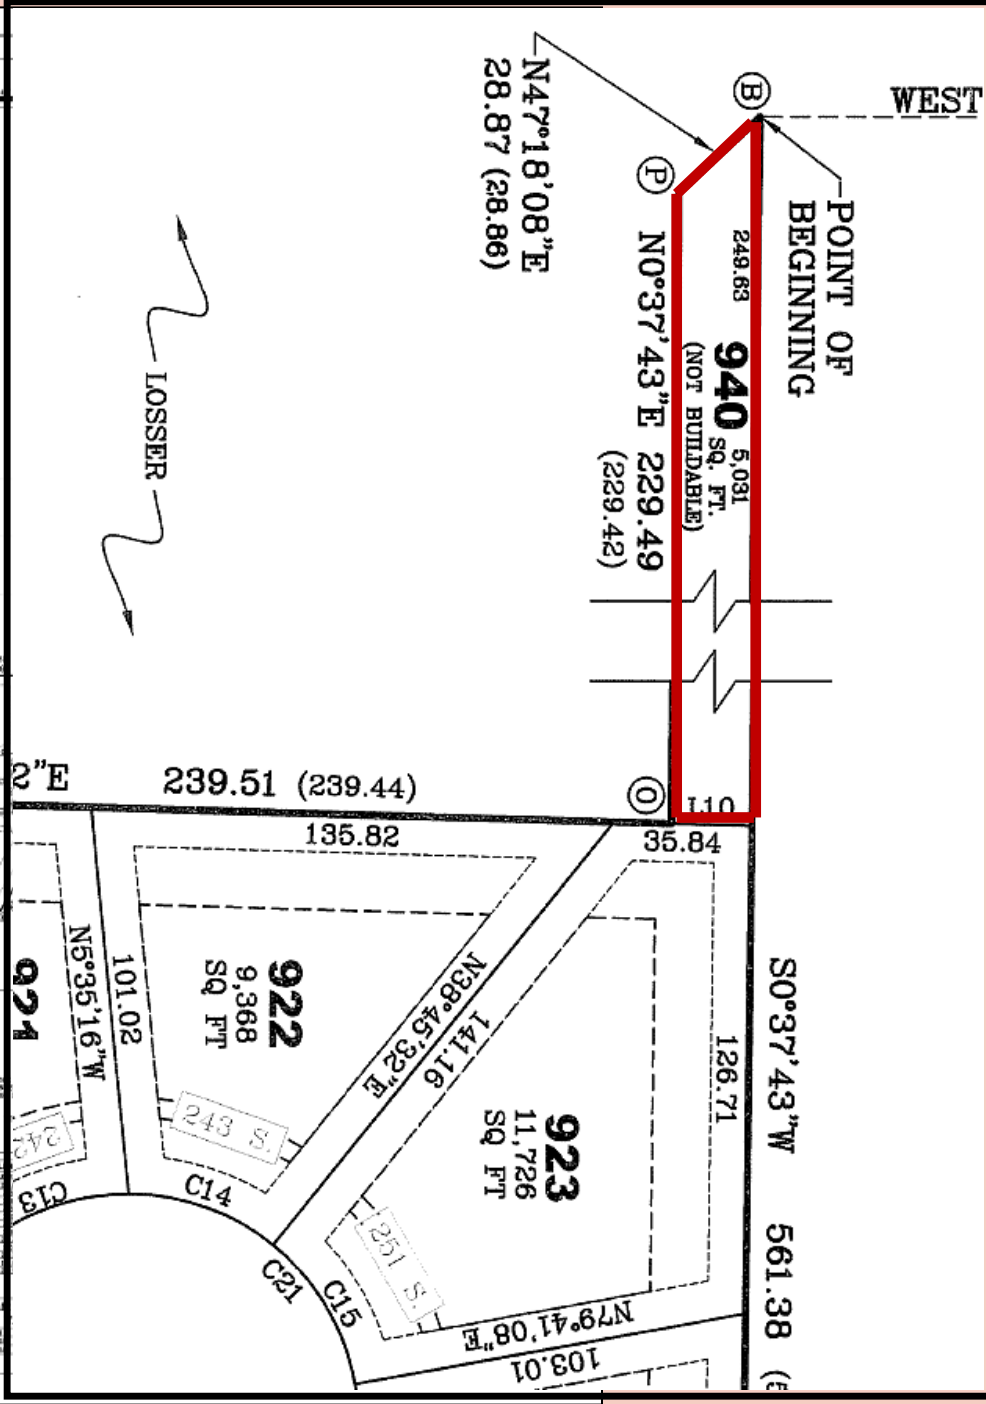 WEST
B
POINT OF
BEGINNING
N47°18'08"E
28.87 (28.86)
P
249.63
940
5,031
SQ. FT.
(NOT BUILDABLE)
N0°37'43"E 229.49
(229.42)
LOSSER
O
L10
2"E
239.51 (239.44)
135.82
35.84
S0°37'43"W 561.38 (5
126.71
N38°45'32"E
141.16
101.02
N5°35'16"W
921
922
9,368
SQ FT
923
11,726
SQ FT
243 S.
242
251 S.
C13
C14
C21
C15
N79°41'08"E
103.01